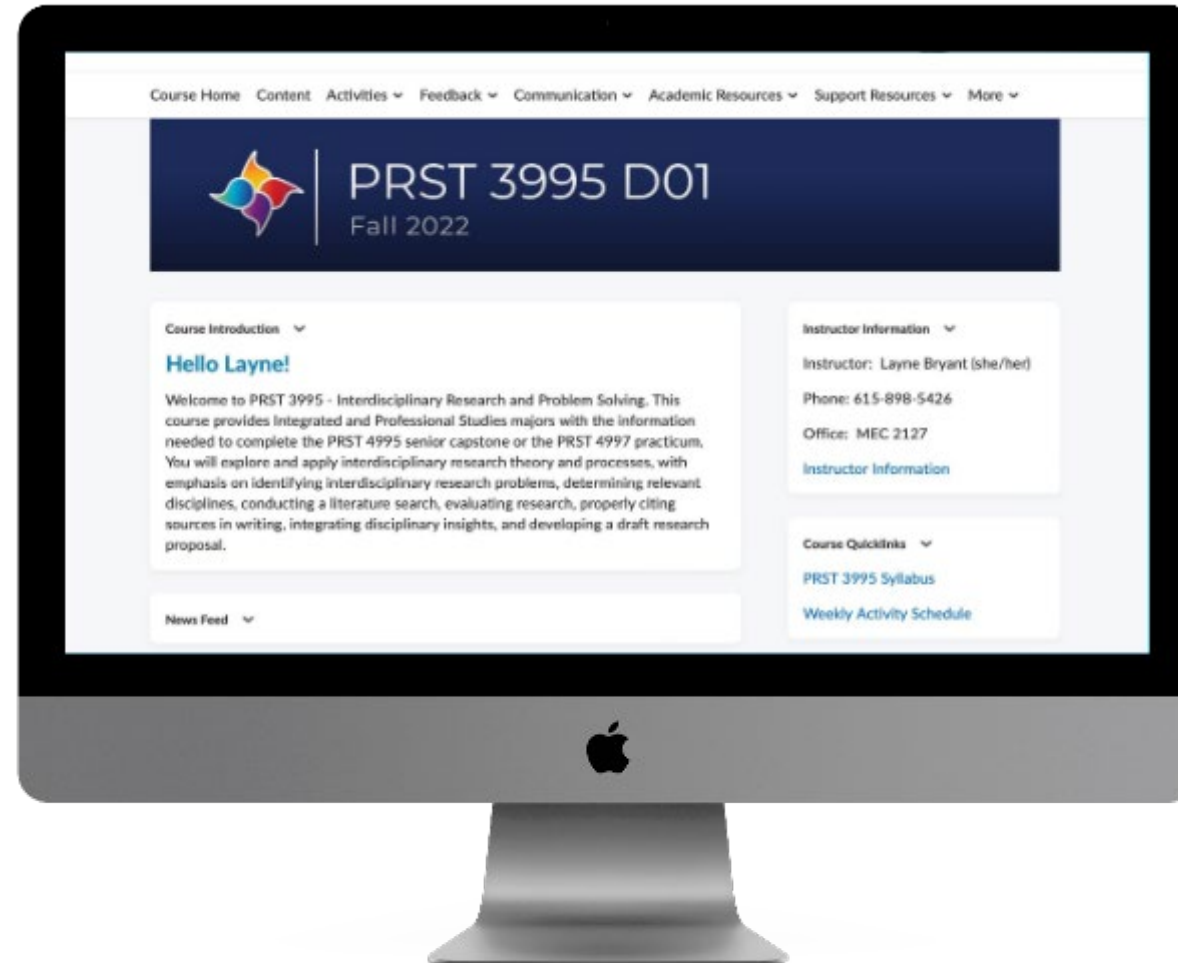 Course Home Content Activities Feedback Communication Academic Resources Support Resources More
PRST 3995 D01
Fall 2022
Course Introduction
Hello Layne!
Welcome to PRST 3995 - Interdisciplinary Research and Problem Solving. This
course provides Integrated and Professional Studies majors with the information
needed to complete the PRST 4995 senior capstone or the PRST 4997 practicum.
You will explore and apply interdisciplinary research theory and processes, with
emphasis on identifying interdisciplinary research problems, determining relevant
disciplines, conducting a literature search, evaluating research, properly citing
sources in writing, integrating disciplinary insights, and developing a draft research
proposal.
News Feed
Instructor Information
Instructor: Layne Bryant (she/her)
Phone: 615-898-5426
Office: MEC 2127
Instructor Information
Course Quicklinks
PRST 3995 Syllabus
Weekly Activity Schedule